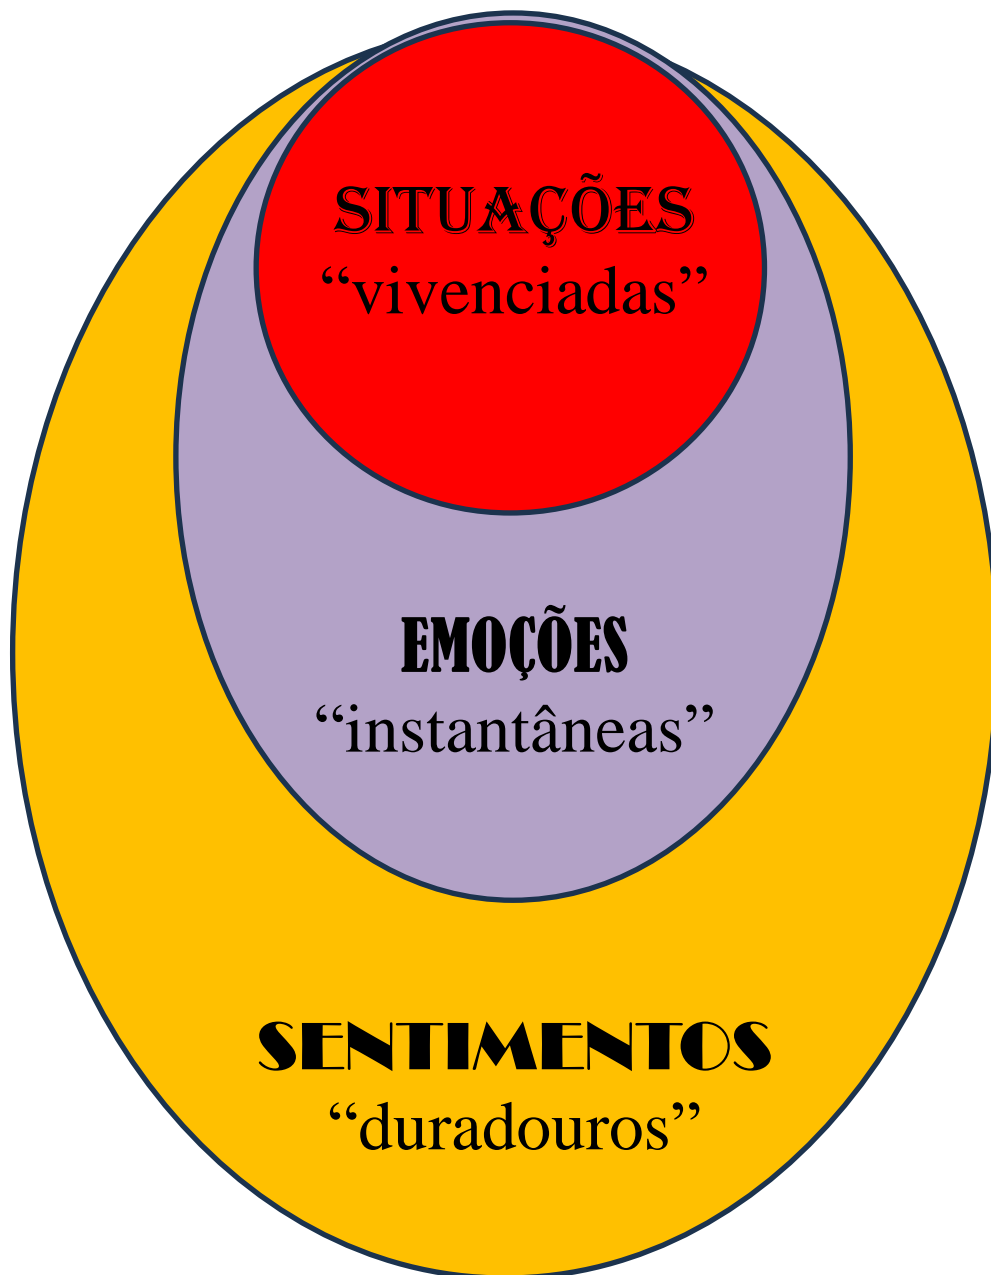 SITUAÇÕES
“vivenciadas”
EMOÇÕES
“instantâneas”
SENTIMENTOS
“duradouros”